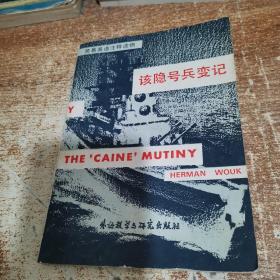 简易英语注释读物
该隐号兵变记
Y
THE 'CAINE' MUTINY
HERMAN WOUK
外语教学与研究出版社